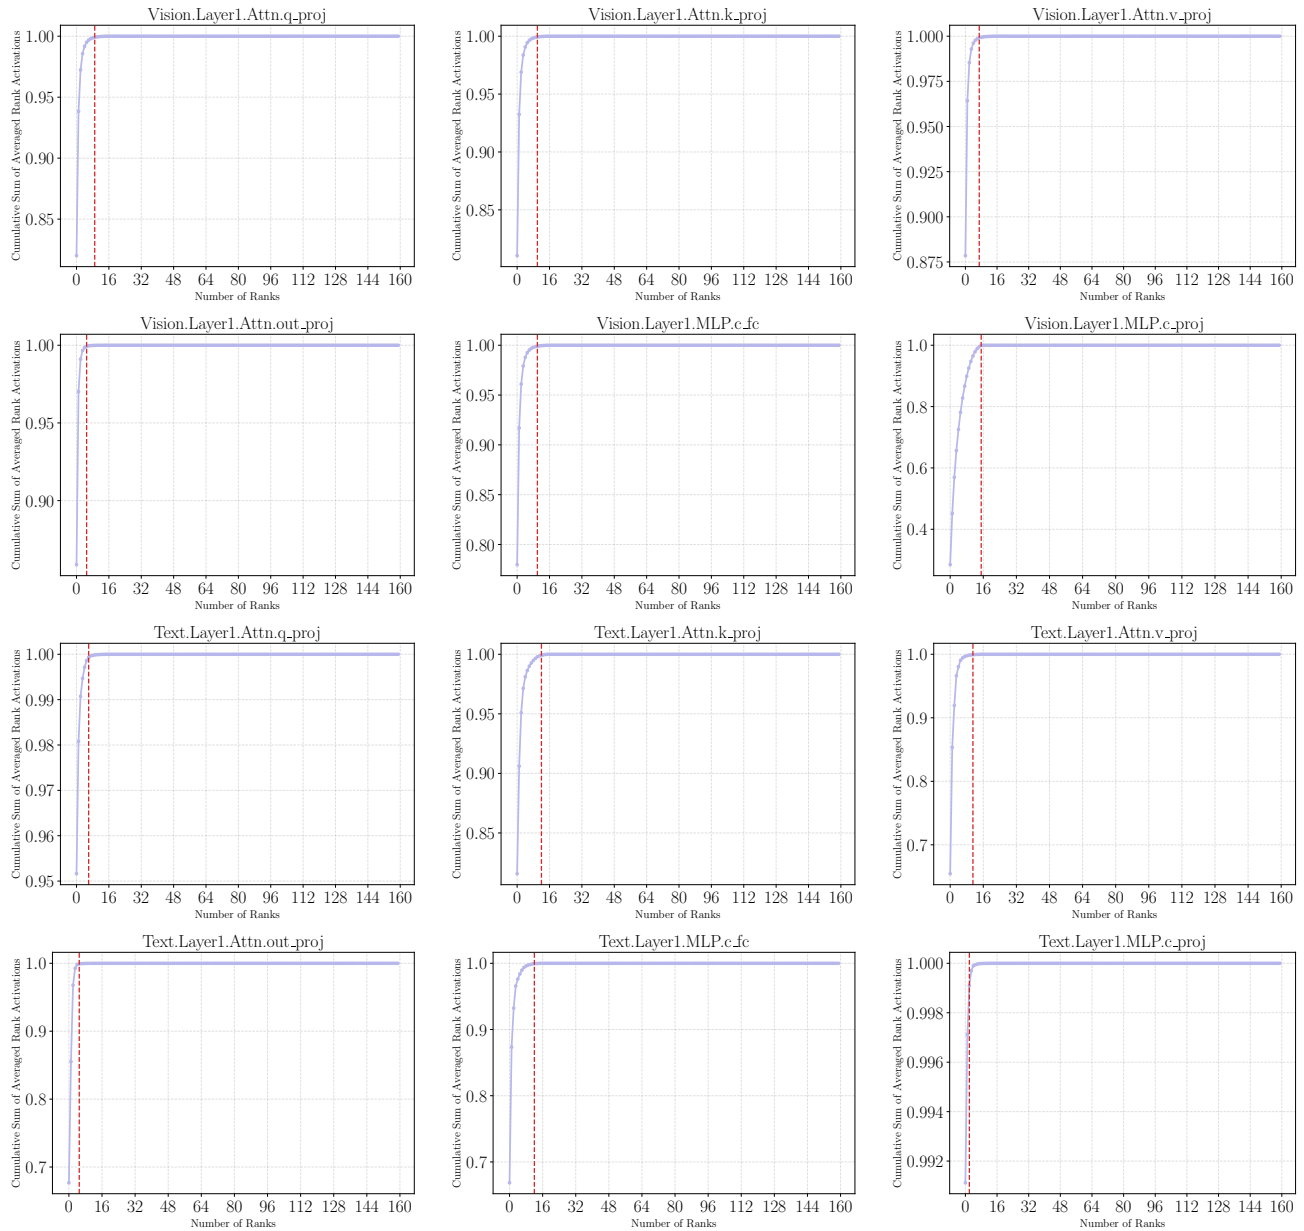 Vision.Layer1.Attn.q_proj
Cumulative Sum of Averaged Rank Activations
1.00
0.95
0.90
0.85
0 16 32 48 64 80 96 112 128 144 160
Number of Ranks
Vision.Layer1.Attn.k_proj
Cumulative Sum of Averaged Rank Activations
1.00
0.95
0.90
0.85
0 16 32 48 64 80 96 112 128 144 160
Number of Ranks
Vision.Layer1.Attn.v_proj
Cumulative Sum of Averaged Rank Activations
1.000
0.975
0.950
0.925
0.900
0.875
0 16 32 48 64 80 96 112 128 144 160
Number of Ranks
Vision.Layer1.Attn.out_proj
Cumulative Sum of Averaged Rank Activations
1.00
0.95
0.90
0 16 32 48 64 80 96 112 128 144 160
Number of Ranks
Vision.Layer1.MLP.c_fc
Cumulative Sum of Averaged Rank Activations
1.00
0.95
0.90
0.85
0.80
0 16 32 48 64 80 96 112 128 144 160
Number of Ranks
Vision.Layer1.MLP.c_proj
Cumulative Sum of Averaged Rank Activations
1.0
0.8
0.6
0.4
0 16 32 48 64 80 96 112 128 144 160
Number of Ranks
Text.Layer1.Attn.q_proj
Cumulative Sum of Averaged Rank Activations
1.00
0.99
0.98
0.97
0.96
0.95
0 16 32 48 64 80 96 112 128 144 160
Number of Ranks
Text.Layer1.Attn.k_proj
Cumulative Sum of Averaged Rank Activations
1.00
0.95
0.90
0.85
0 16 32 48 64 80 96 112 128 144 160
Number of Ranks
Text.Layer1.Attn.v_proj
Cumulative Sum of Averaged Rank Activations
1.0
0.9
0.8
0.7
0 16 32 48 64 80 96 112 128 144 160
Number of Ranks
Text.Layer1.Attn.out_proj
Cumulative Sum of Averaged Rank Activations
1.0
0.9
0.8
0.7
0 16 32 48 64 80 96 112 128 144 160
Number of Ranks
Text.Layer1.MLP.c_fc
Cumulative Sum of Averaged Rank Activations
1.0
0.9
0.8
0.7
0 16 32 48 64 80 96 112 128 144 160
Number of Ranks
Text.Layer1.MLP.c_proj
Cumulative Sum of Averaged Rank Activations
1.000
0.998
0.996
0.994
0.992
0 16 32 48 64 80 96 112 128 144 160
Number of Ranks